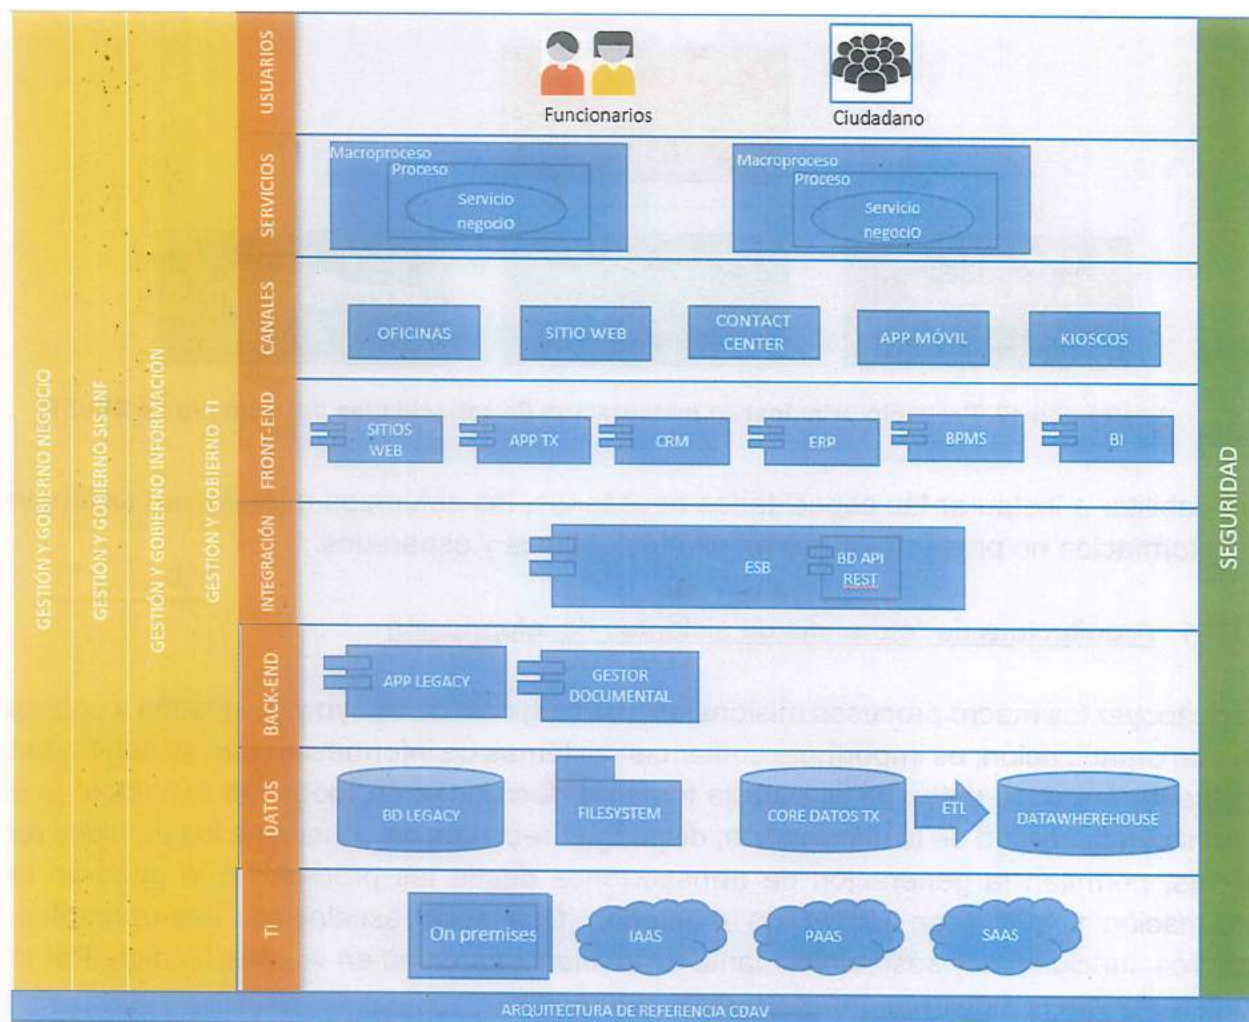 USUARIOS
Funcionarios
Ciudadano
SERVICIOS
Macroproceso
Proceso
Servicio
negocio
Macroproceso
Proceso
Servicio
negocio
CANALES
OFICINAS
SITIO WEB
CONTACT
CENTER
APP MÓVIL
KIOSCOS
FRONT-END
SITIOS
WEB
APP TX
CRM
ERP
BPMS
BI
INTEGRACIÓN
ESB
BD API
REST
BACK-END
APP LEGACY
GESTOR
DOCUMENTAL
DATOS
BD LEGACY
FILESYSTEM
CORE DATOS TX
ETL
DATAWHEREHOUSE
TI
On premises
IAAS
PAAS
SAAS
GESTIÓN Y GOBIERNO NEGOCIO
GESTIÓN Y GOBIERNO SIS-INF
GESTIÓN Y GOBIERNO INFORMACIÓN
GESTIÓN Y GOBIERNO TI
SEGURIDAD
ARQUITECTURA DE REFERENCIA CDAV